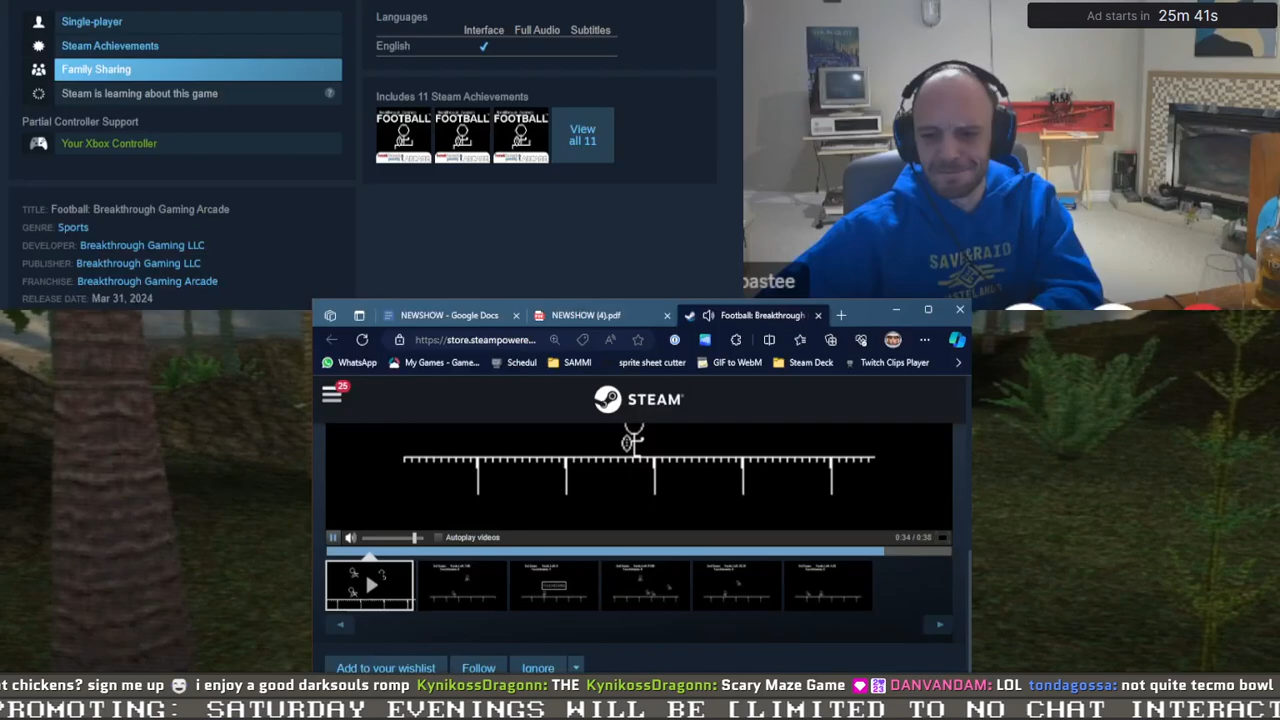 Single-player
Steam Achievements
Family Sharing
Steam is learning about this game ?
Partial Controller Support
Your Xbox Controller
TITLE: Football: Breakthrough Gaming Arcade
GENRE: Sports
DEVELOPER: Breakthrough Gaming LLC
PUBLISHER: Breakthrough Gaming LLC
FRANCHISE: Breakthrough Gaming Arcade
RELEASE DATE: Mar 31, 2024
Languages
Interface Full Audio Subtitles
English ✔
Includes 11 Steam Achievements
FOOTBALL FOOTBALL FOOTBALL
View all 11
Ad starts in 25m 41s
SAVE&RAID
WASTELANDS
pastee
NEWSHOW - Google Docs
NEWSHOW (4).pdf
Football: Breakthrough
https://store.steampowere...
WhatsApp
My Games - Game...
Schedul
SAMMI
sprite sheet cutter
GIF to WebM
Steam Deck
Twitch Clips Player
25
STEAM
Autoplay videos
0:34 / 0:38
Add to your wishlist
Follow
Ignore
t chickens? sign me up i enjoy a good darksouls romp KynikossDragonn: THE KynikossDragonn: Scary Maze Game DANVANDAM: LOL tondagossa: not quite tecmo bowl
PROMOTING: SATURDAY EVENINGS WILL BE [LIMITED TO NO CHAT INTERACT